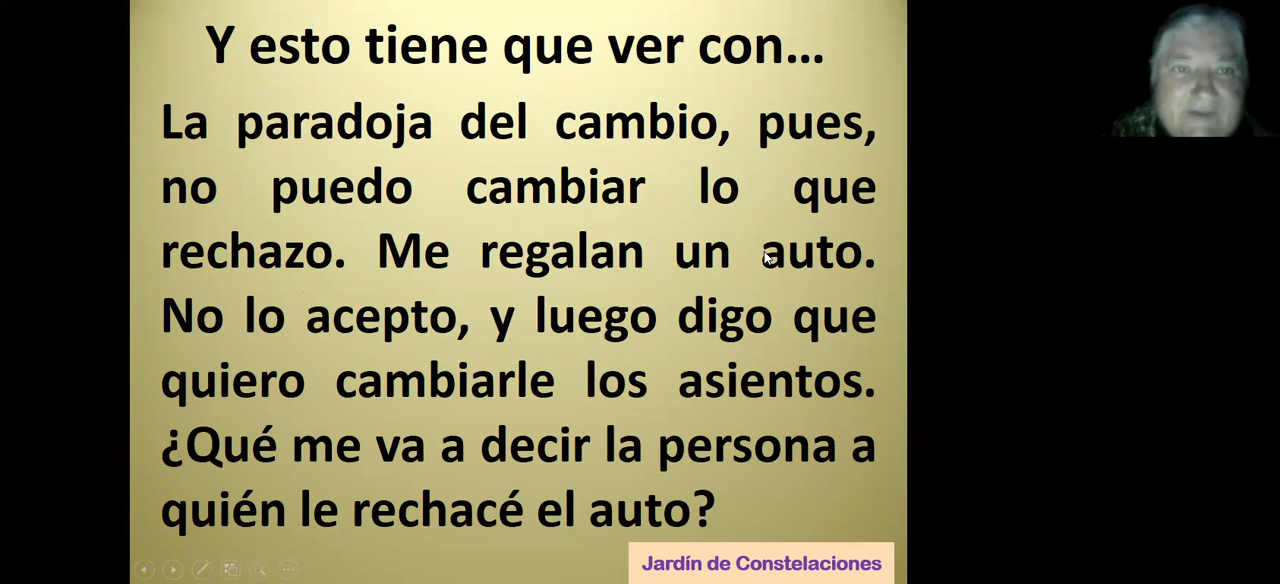 Y esto tiene que ver con...
La paradoja del cambio, pues,
no puedo cambiar lo que
rechazo. Me regalan un auto.
No lo acepto, y luego digo que
quiero cambiarle los asientos.
¿Qué me va a decir la persona a
quién le rechacé el auto?
Jardín de Constelaciones